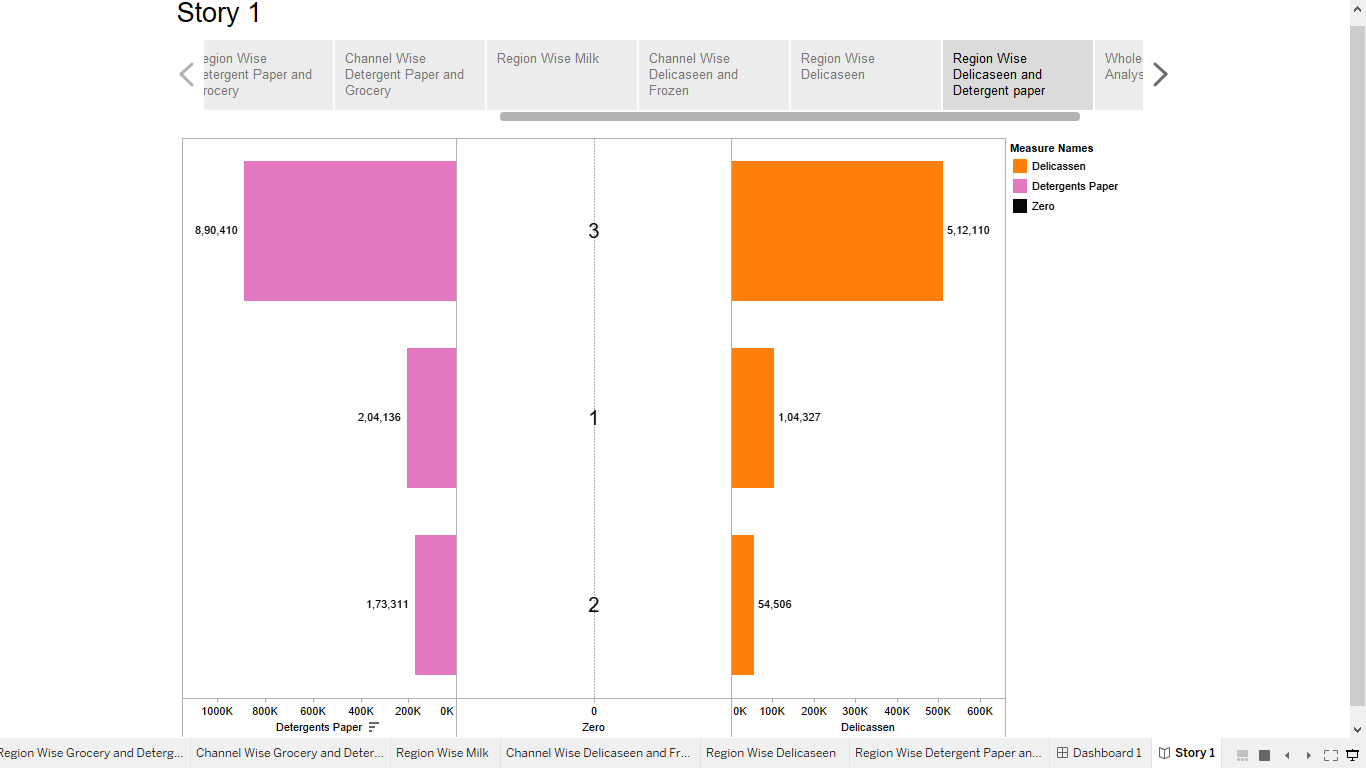 Story 1
egion Wise
etergent Paper and
rocery
Channel Wise
Detergent Paper and
Grocery
Region Wise Milk
Channel Wise
Delicaseen and
Frozen
Region Wise
Delicaseen
Region Wise
Delicaseen and
Detergent paper
Whole
Analys
Measure Names
Delicassen
Detergents Paper
Zero
8,90,410
3
5,12,110
2,04,136
1
1,04,327
1,73,311
2
54,506
1000K 800K 600K 400K 200K 0K
0
0K 100K 200K 300K 400K 500K 600K
Detergents Paper
Zero
Delicassen
Region Wise Grocery and Deterg...
Channel Wise Grocery and Deter...
Region Wise Milk
Channel Wise Delicaseen and Fr...
Region Wise Delicaseen
Region Wise Detergent Paper an...
Dashboard 1
Story 1